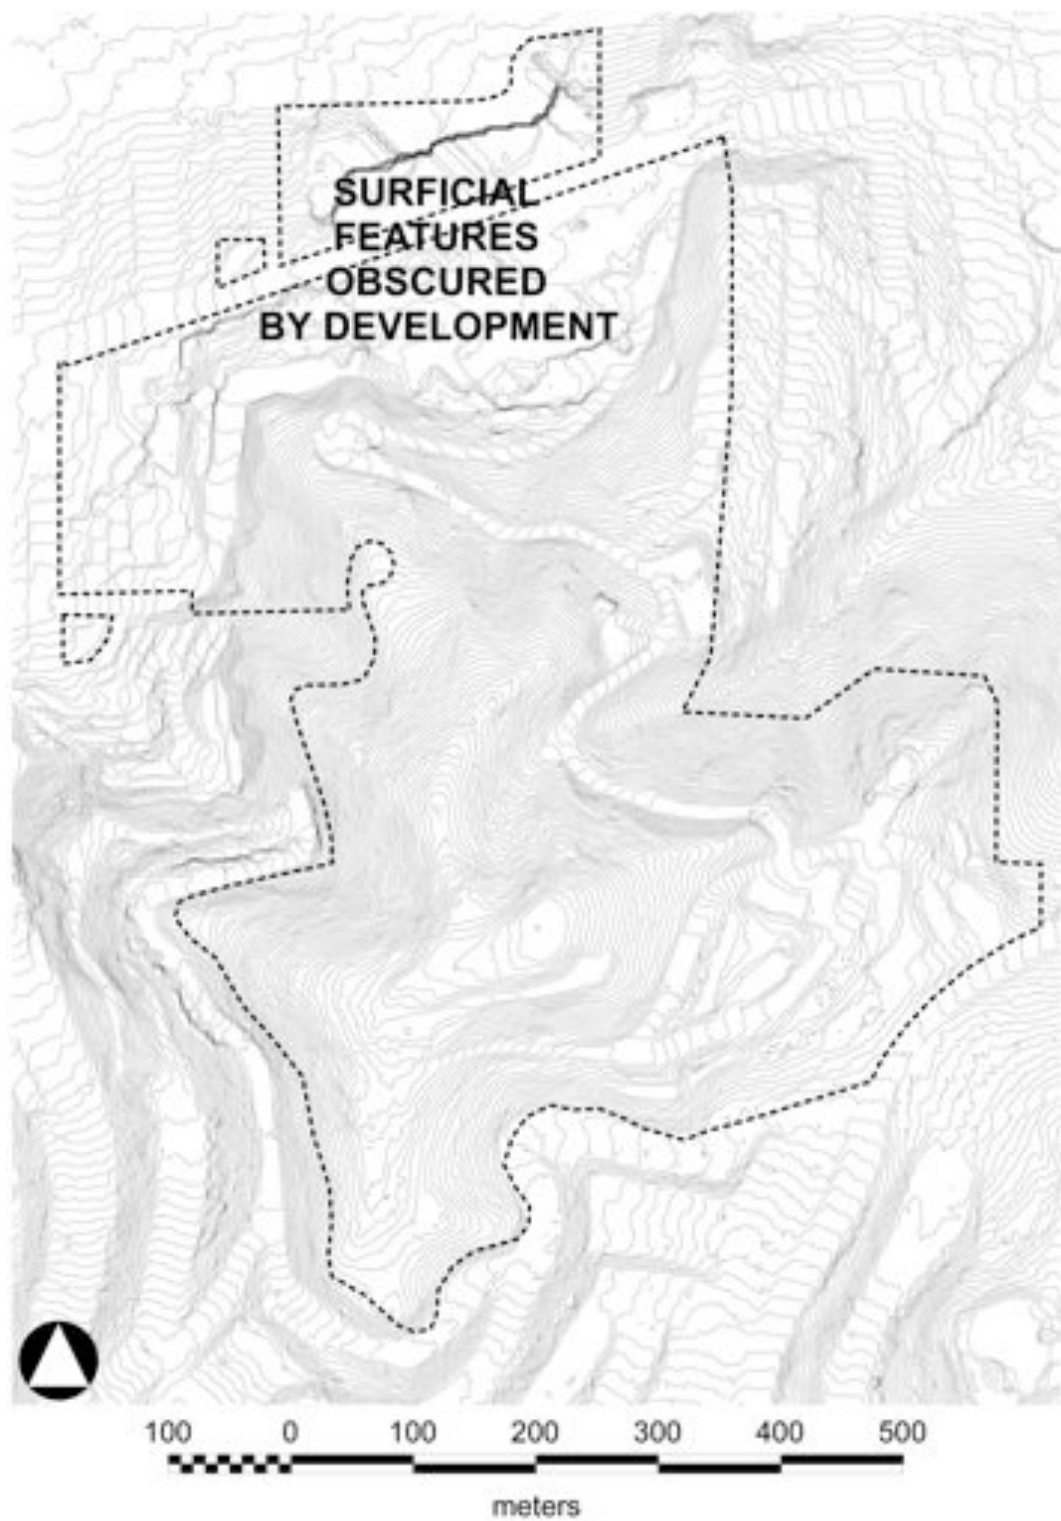 SURFICIAL
FEATURES
OBSCURED
BY DEVELOPMENT
100 0 100 200 300 400 500
meters